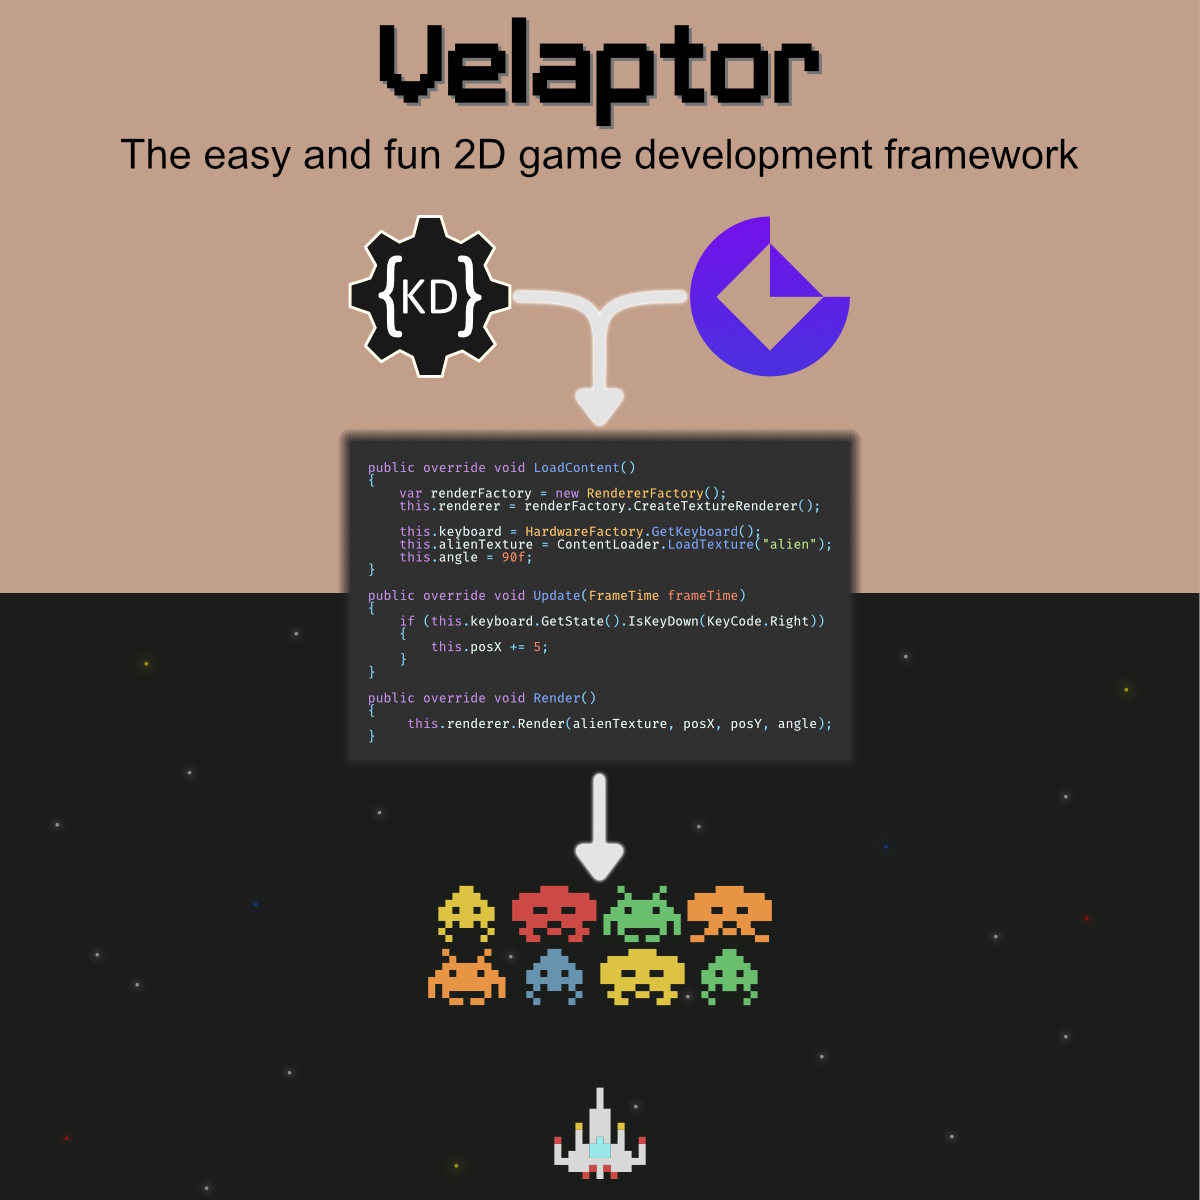 Velaptor
The easy and fun 2D game development framework
{KD}
public override void LoadContent()
{
    var renderFactory = new RendererFactory();
    this.renderer = renderFactory.CreateTextureRenderer();

    this.keyboard = HardwareFactory.GetKeyboard();
    this.alienTexture = ContentLoader.LoadTexture("alien");
    this.angle = 90f;
}

public override void Update(FrameTime frameTime)
{
    if (this.keyboard.GetState().IsKeyDown(KeyCode.Right))
    {
        this.posX += 5;
    }
}

public override void Render()
{
     this.renderer.Render(alienTexture, posX, posY, angle);
}